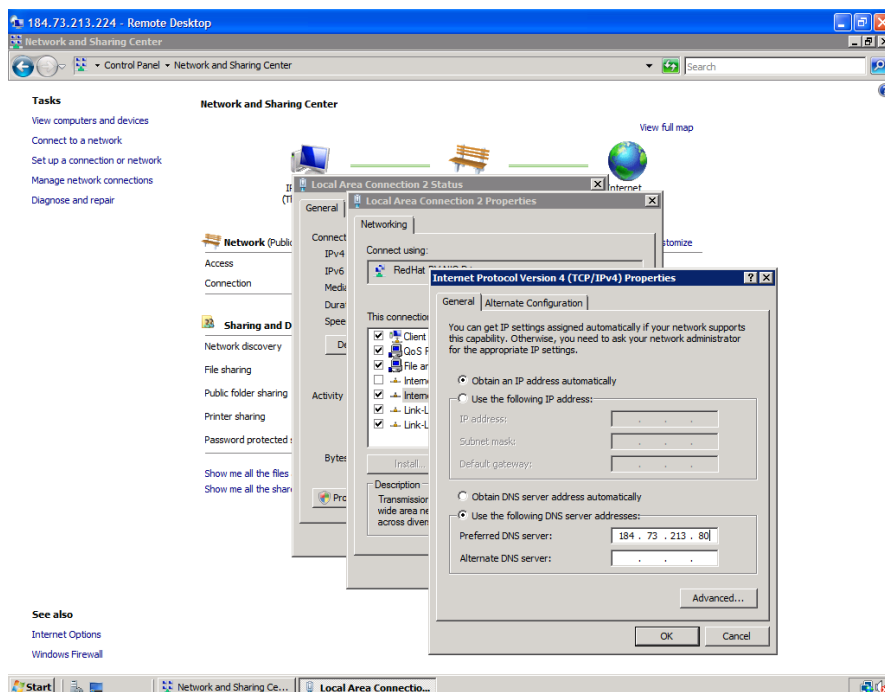 184.73.213.224 - Remote Desktop
Network and Sharing Center
Control Panel Network and Sharing Center
Search
Tasks
View computers and devices
Connect to a network
Set up a connection or network
Manage network connections
Diagnose and repair
Network and Sharing Center
View full map
Internet
Network (Public
Customize
Access
Connection
Sharing and D
Network discovery
File sharing
Public folder sharing
Printer sharing
Password protected
Show me all the files
Show me all the share
See also
Internet Options
Windows Firewall
Local Area Connection 2 Status
General
Connect
IPv4
IPv6
Media
Durat
Spee
De
Activity
Bytes
Pro
Local Area Connection 2 Properties
Networking
Connect using:
RedHat
This connection
Client
QoS P
File an
Interne
Interne
Link-L
Link-L
Install...
Description
Transmission
wide area ne
across diver
Internet Protocol Version 4 (TCP/IPv4) Properties
General
Alternate Configuration
You can get IP settings assigned automatically if your network supports
this capability. Otherwise, you need to ask your network administrator
for the appropriate IP settings.
Obtain an IP address automatically
Use the following IP address:
IP address:
Subnet mask:
Default gateway:
Obtain DNS server address automatically
Use the following DNS server addresses:
Preferred DNS server: 184 . 73 . 213 . 80
Alternate DNS server:
Advanced...
OK Cancel
Start
Network and Sharing Ce...
Local Area Connectio...